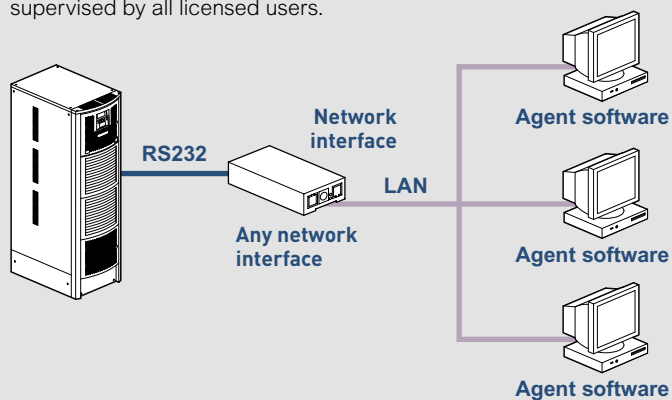 supervised by all licensed users.
Network
interface
RS232
LAN
Any network
interface
Agent software
Agent software
Agent software